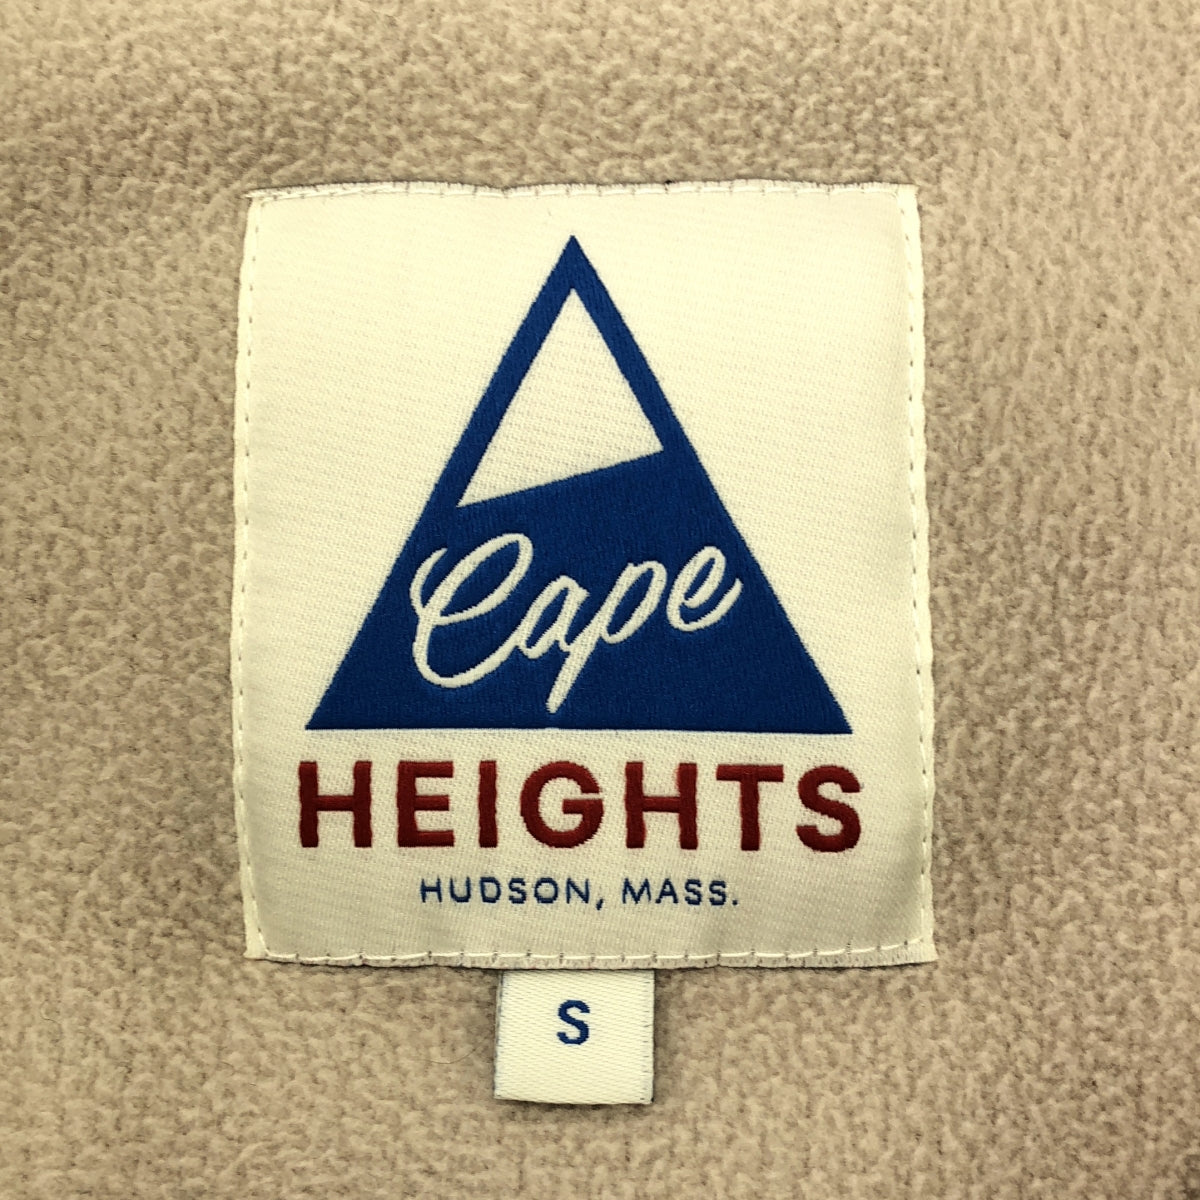 Cape
HEIGHTS
HUDSON, MASS.
S